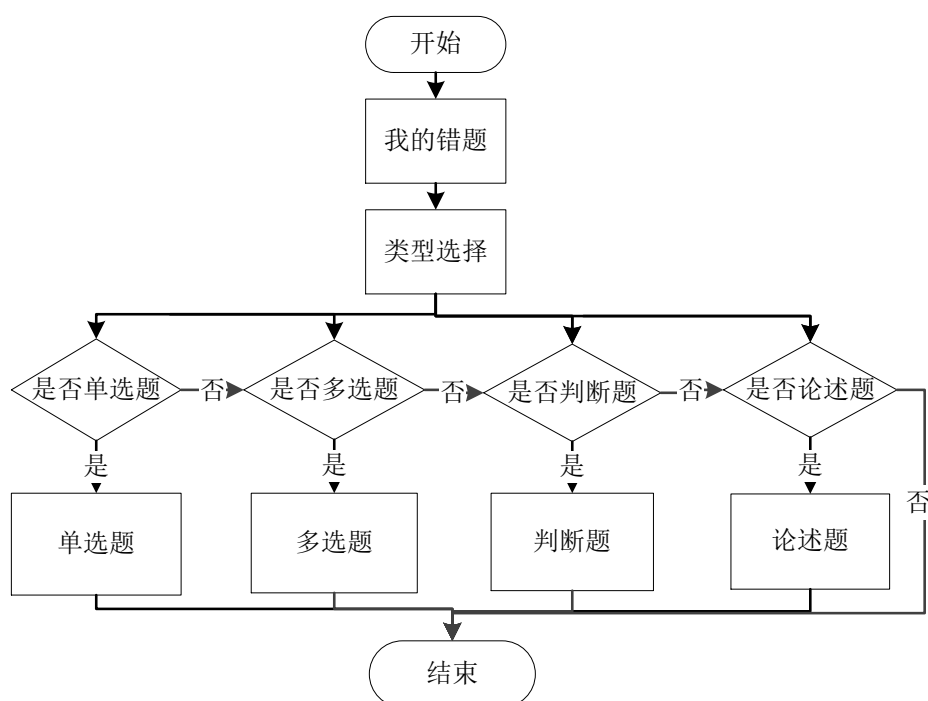 开始
我的错题
类型选择
是否单选题
否
是否多选题
否
是否判断题
否
是否论述题
是
是
是
是
否
单选题
多选题
判断题
论述题
结束